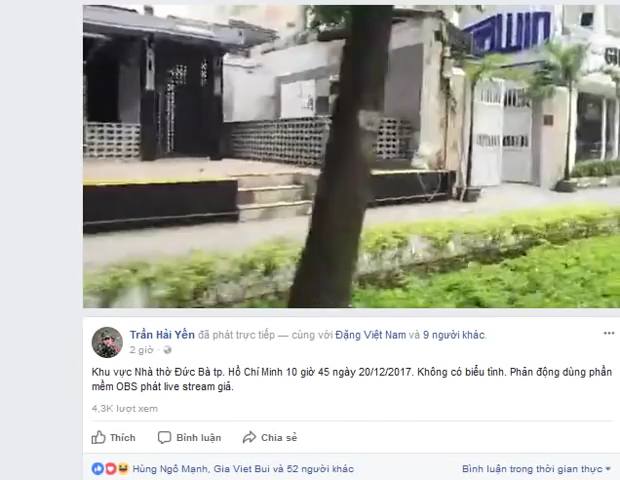 WIN
Trần Hải Yến đã phát trực tiếp — cùng với Đặng Việt Nam và 9 người khác.
2 giờ ·
Khu vực Nhà thờ Đức Bà tp. Hồ Chí Minh 10 giờ 45 ngày 20/12/2017. Không có biểu tình. Phản động dùng phần
mềm OBS phát live stream giả.
4,3K lượt xem
Thích Bình luận Chia sẻ
Hùng Ngô Mạnh, Gia Viet Bui và 52 người khác Bình luận trong thời gian thực